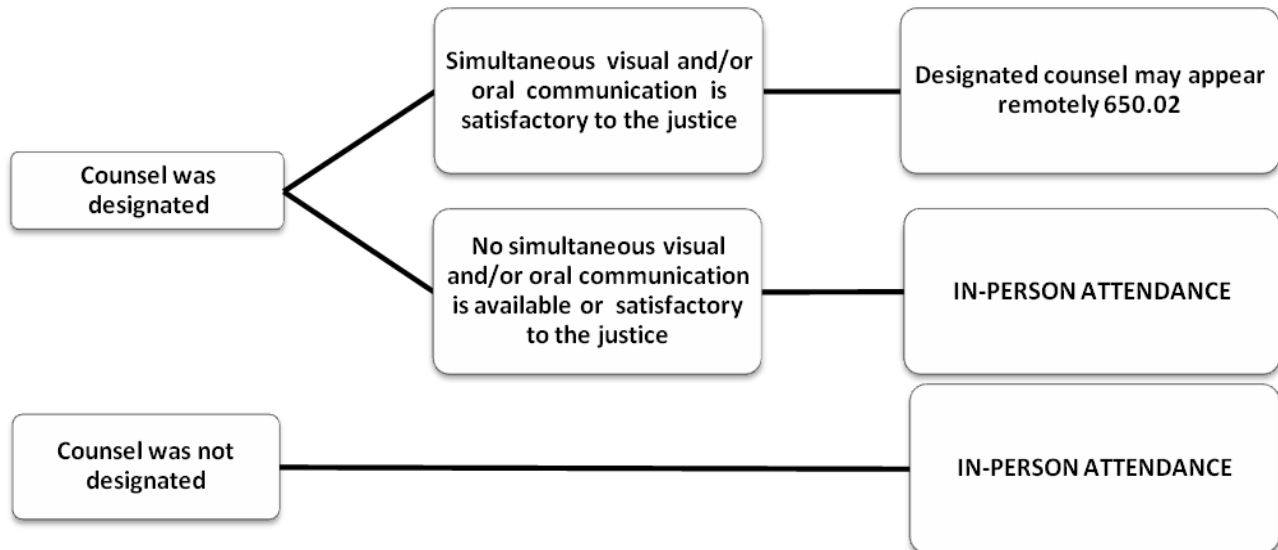 Simultaneous visual and/or
oral communication is
satisfactory to the justice
Designated counsel may appear
remotely 650.02
Counsel was
designated
No simultaneous visual
and/or oral communication
is available or satisfactory
to the justice
IN-PERSON ATTENDANCE
Counsel was not
designated
IN-PERSON ATTENDANCE